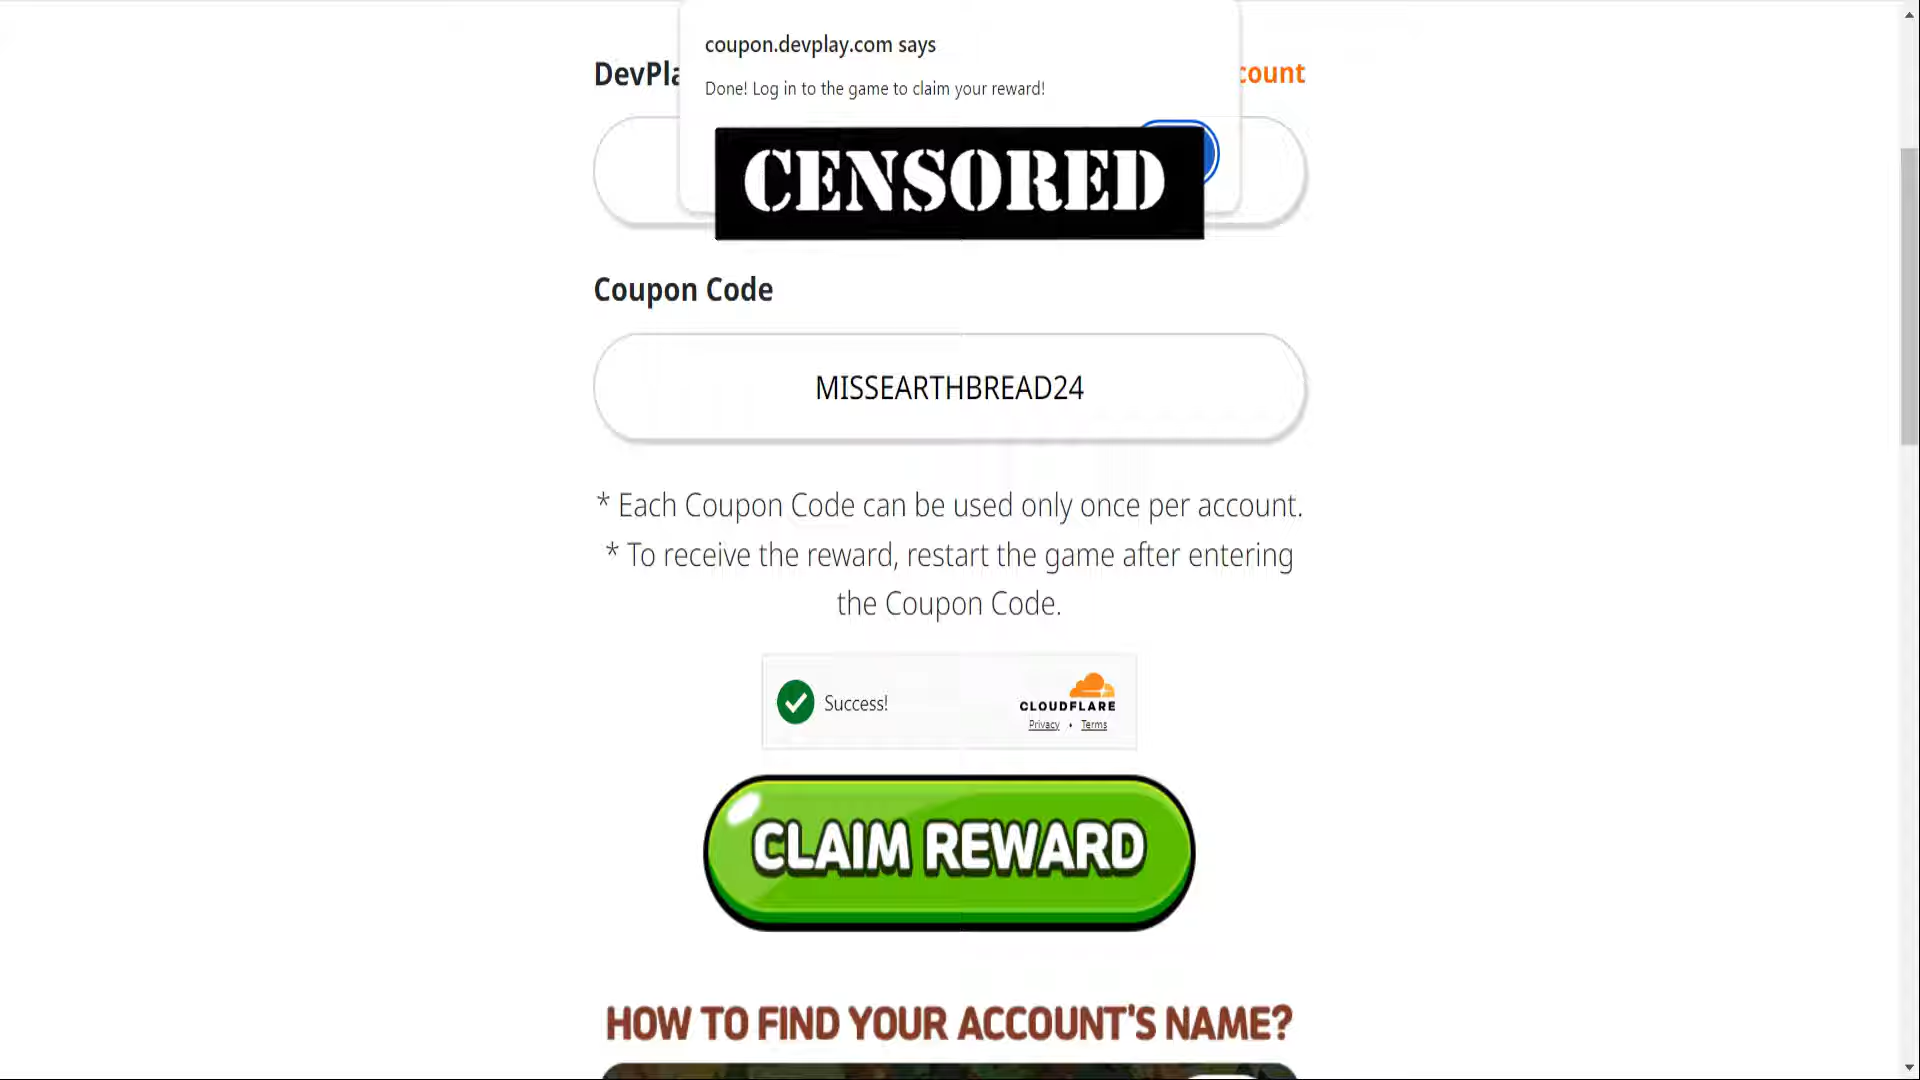 coupon.devplay.com says
Done! Log in to the game to claim your reward!
DevPla
count
CENSORED
Coupon Code
MISSEARTHBREAD24
* Each Coupon Code can be used only once per account.
* To receive the reward, restart the game after entering
the Coupon Code.
Success!
CLOUDFLARE
Privacy • Terms
CLAIM REWARD
HOW TO FIND YOUR ACCOUNT'S NAME?